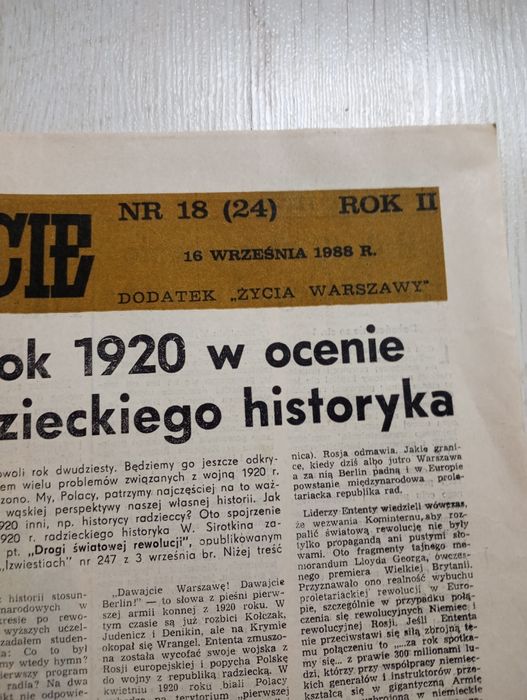 CIE
NR 18 (24) ROK II
16 WRZEŚNIA 1988 R.
DODATEK „ŻYCIA WARSZAWY”
ok 1920 w ocenie
zieckiego historyka
owoli rok dwudziesty. Będziemy go jeszcze odkry-
em wielu problemów związanych z wojną 1920 r.
zono. My, Polacy, patrzymy najczęściej na to waż-
wąskiej perspektywy naszej własnej historii. Jak
920 inni, np. historycy radzieccy? Oto spojrzenie
920 r. radzieckiego historyka W. Sirotkina za-
pt. „Drogi światowej rewolucji”, opublikowanym
„Izwiestiach” nr 247 z 3 września br. Niżej treść
z historii stosun-
narodowych w
kresie po rewo-
wyższych uczel-
zadałem studen-
Co to był
my wtedy hymn?
pierwszy program
radia? Na dwa
kt nie odpowie-
„Dawajcie Warszawę! Dawajcie
Berlin!” — to słowa z pieśni pierw-
szej armii konnej z 1920 roku. W
tym czasie są już rozbici Kołczak,
Judenicz i Denikin, ale na Krymie
okopał się Wrangel. Ententa zmuszo-
na została wycofać swoje wojska z
Rosji europejskiej i popycha Polskę
do wojny z republiką radziecką. W
kwietniu 1920 roku biali Polacy
na terytorium „pierwszej
nica). Rosja odmawia. Jakie grani-
ce, kiedy dziś albo jutro Warszawa
a za nią Berlin padną i w Europie
powstanie międzynarodowa prole-
tariacka republika rad.
Liderzy Ententy wiedzieli wówczas,
że wezwania Kominternu, aby roz-
palić światową rewolucję nie były
tylko propagandą ani pustymi sło-
wami. Oto fragmenty tajnego me-
morandum Lloyda Georga, ówczes-
nego premiera Wielkiej Brytanii.
Przyznawało ono realność wybuchu
proletariackiej rewolucji w Euro-
pie, szczególnie w przypadku połą-
czenia się rewolucyjnych Niemiec i
rewolucyjnej Rosji. Jeśli Ententa
nie przeciwstawi się siłą zbrojną te-
mu połączeniu to „...za rok spotka-
my się... z prawie 300 milionami lu-
dzi, którzy przy współpracy niemiec-
kich generałów i instruktorów prze-
kształcą się w gigantyczną Armię
niemieckie